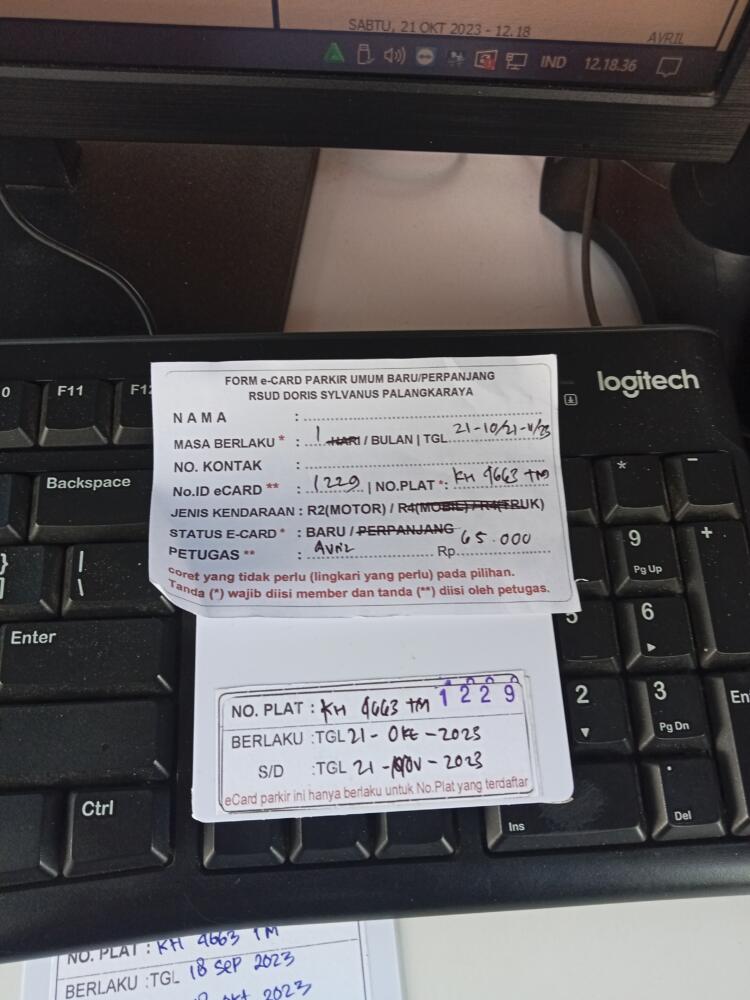 SABTU, 21 OKT 2023 - 12.18
AVRIL
IND 12.18.36
F11
logitech
FORM e-CARD PARKIR UMUM BARU/PERPANJANG
RSUD DORIS SYLVANUS PALANGKARAYA
NAMA :
MASA BERLAKU * : 1 HARI / BULAN | TGL 21-10/21-11/23
NO. KONTAK :
No.ID eCARD ** : 1229 | NO.PLAT *: KH 4663 TM
JENIS KENDARAAN : R2(MOTOR) / R4(MOBIL) / R4(TRUK)
STATUS E-CARD * : BARU / PERPANJANG
PETUGAS ** : Avril Rp 65.000
coret yang tidak perlu (lingkari yang perlu) pada pilihan.
Tanda (*) wajib diisi member dan tanda (**) diisi oleh petugas.
Backspace
Enter
Ctrl
* -
9 +
Pg Up
5 6
2 3
Pg Dn
Ins
. Del
NO. PLAT : KH 4663 TM 1229
BERLAKU :TGL 21 - OKT - 2023
S/D :TGL 21 - NOV - 2023
eCard parkir ini hanya berlaku untuk No.Plat yang terdaftar
NO. PLAT : KH 4663 TM
BERLAKU :TGL 18 SEP 2023
OKT 2023